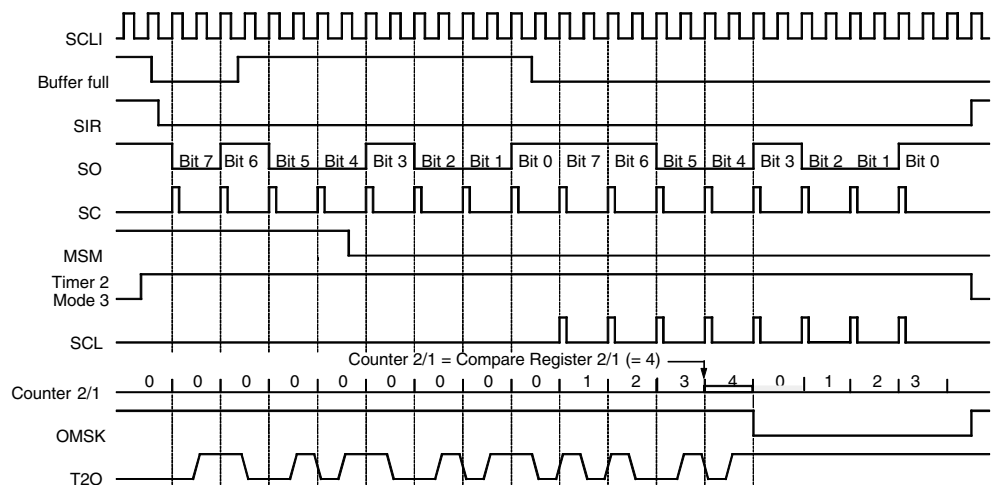 SCLI
Buffer full
SIR
SO Bit 7 Bit 6 Bit 5 Bit 4 Bit 3 Bit 2 Bit 1 Bit 0 Bit 7 Bit 6 Bit 5 Bit 4 Bit 3 Bit 2 Bit 1 Bit 0
SC
MSM
Timer 2
Mode 3
SCL
Counter 2/1 = Compare Register 2/1 (= 4)
Counter 2/1 0 0 0 0 0 0 0 0 0 1 2 3 4 0 1 2 3
OMSK
T2O